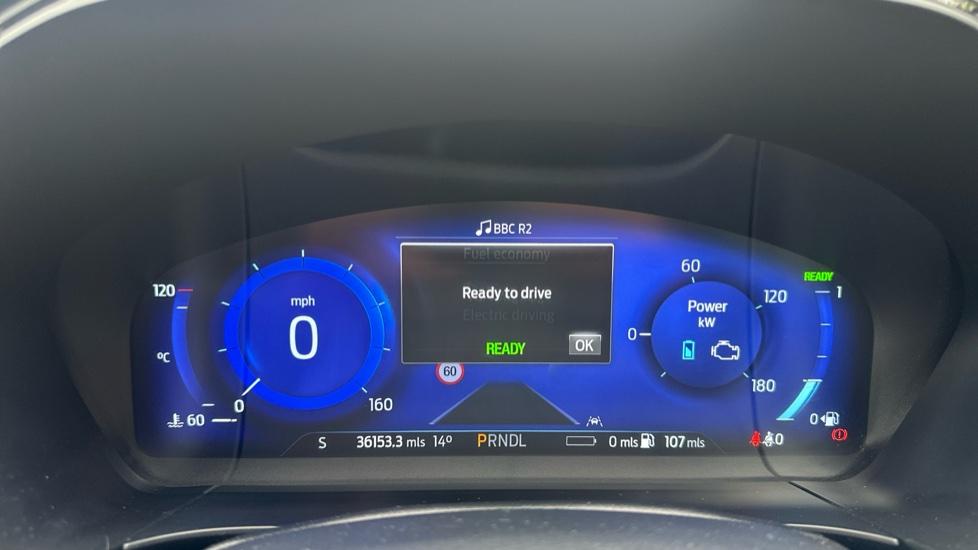 BBC R2
Fuel economy
Ready to drive
Electric driving
READY
OK
60
120
mph
0
°C
60
0
160
60
120
0
Power
kW
180
READY
1
0
S 36153.3 mls 14° PRNDL 0 mls 107 mls
0